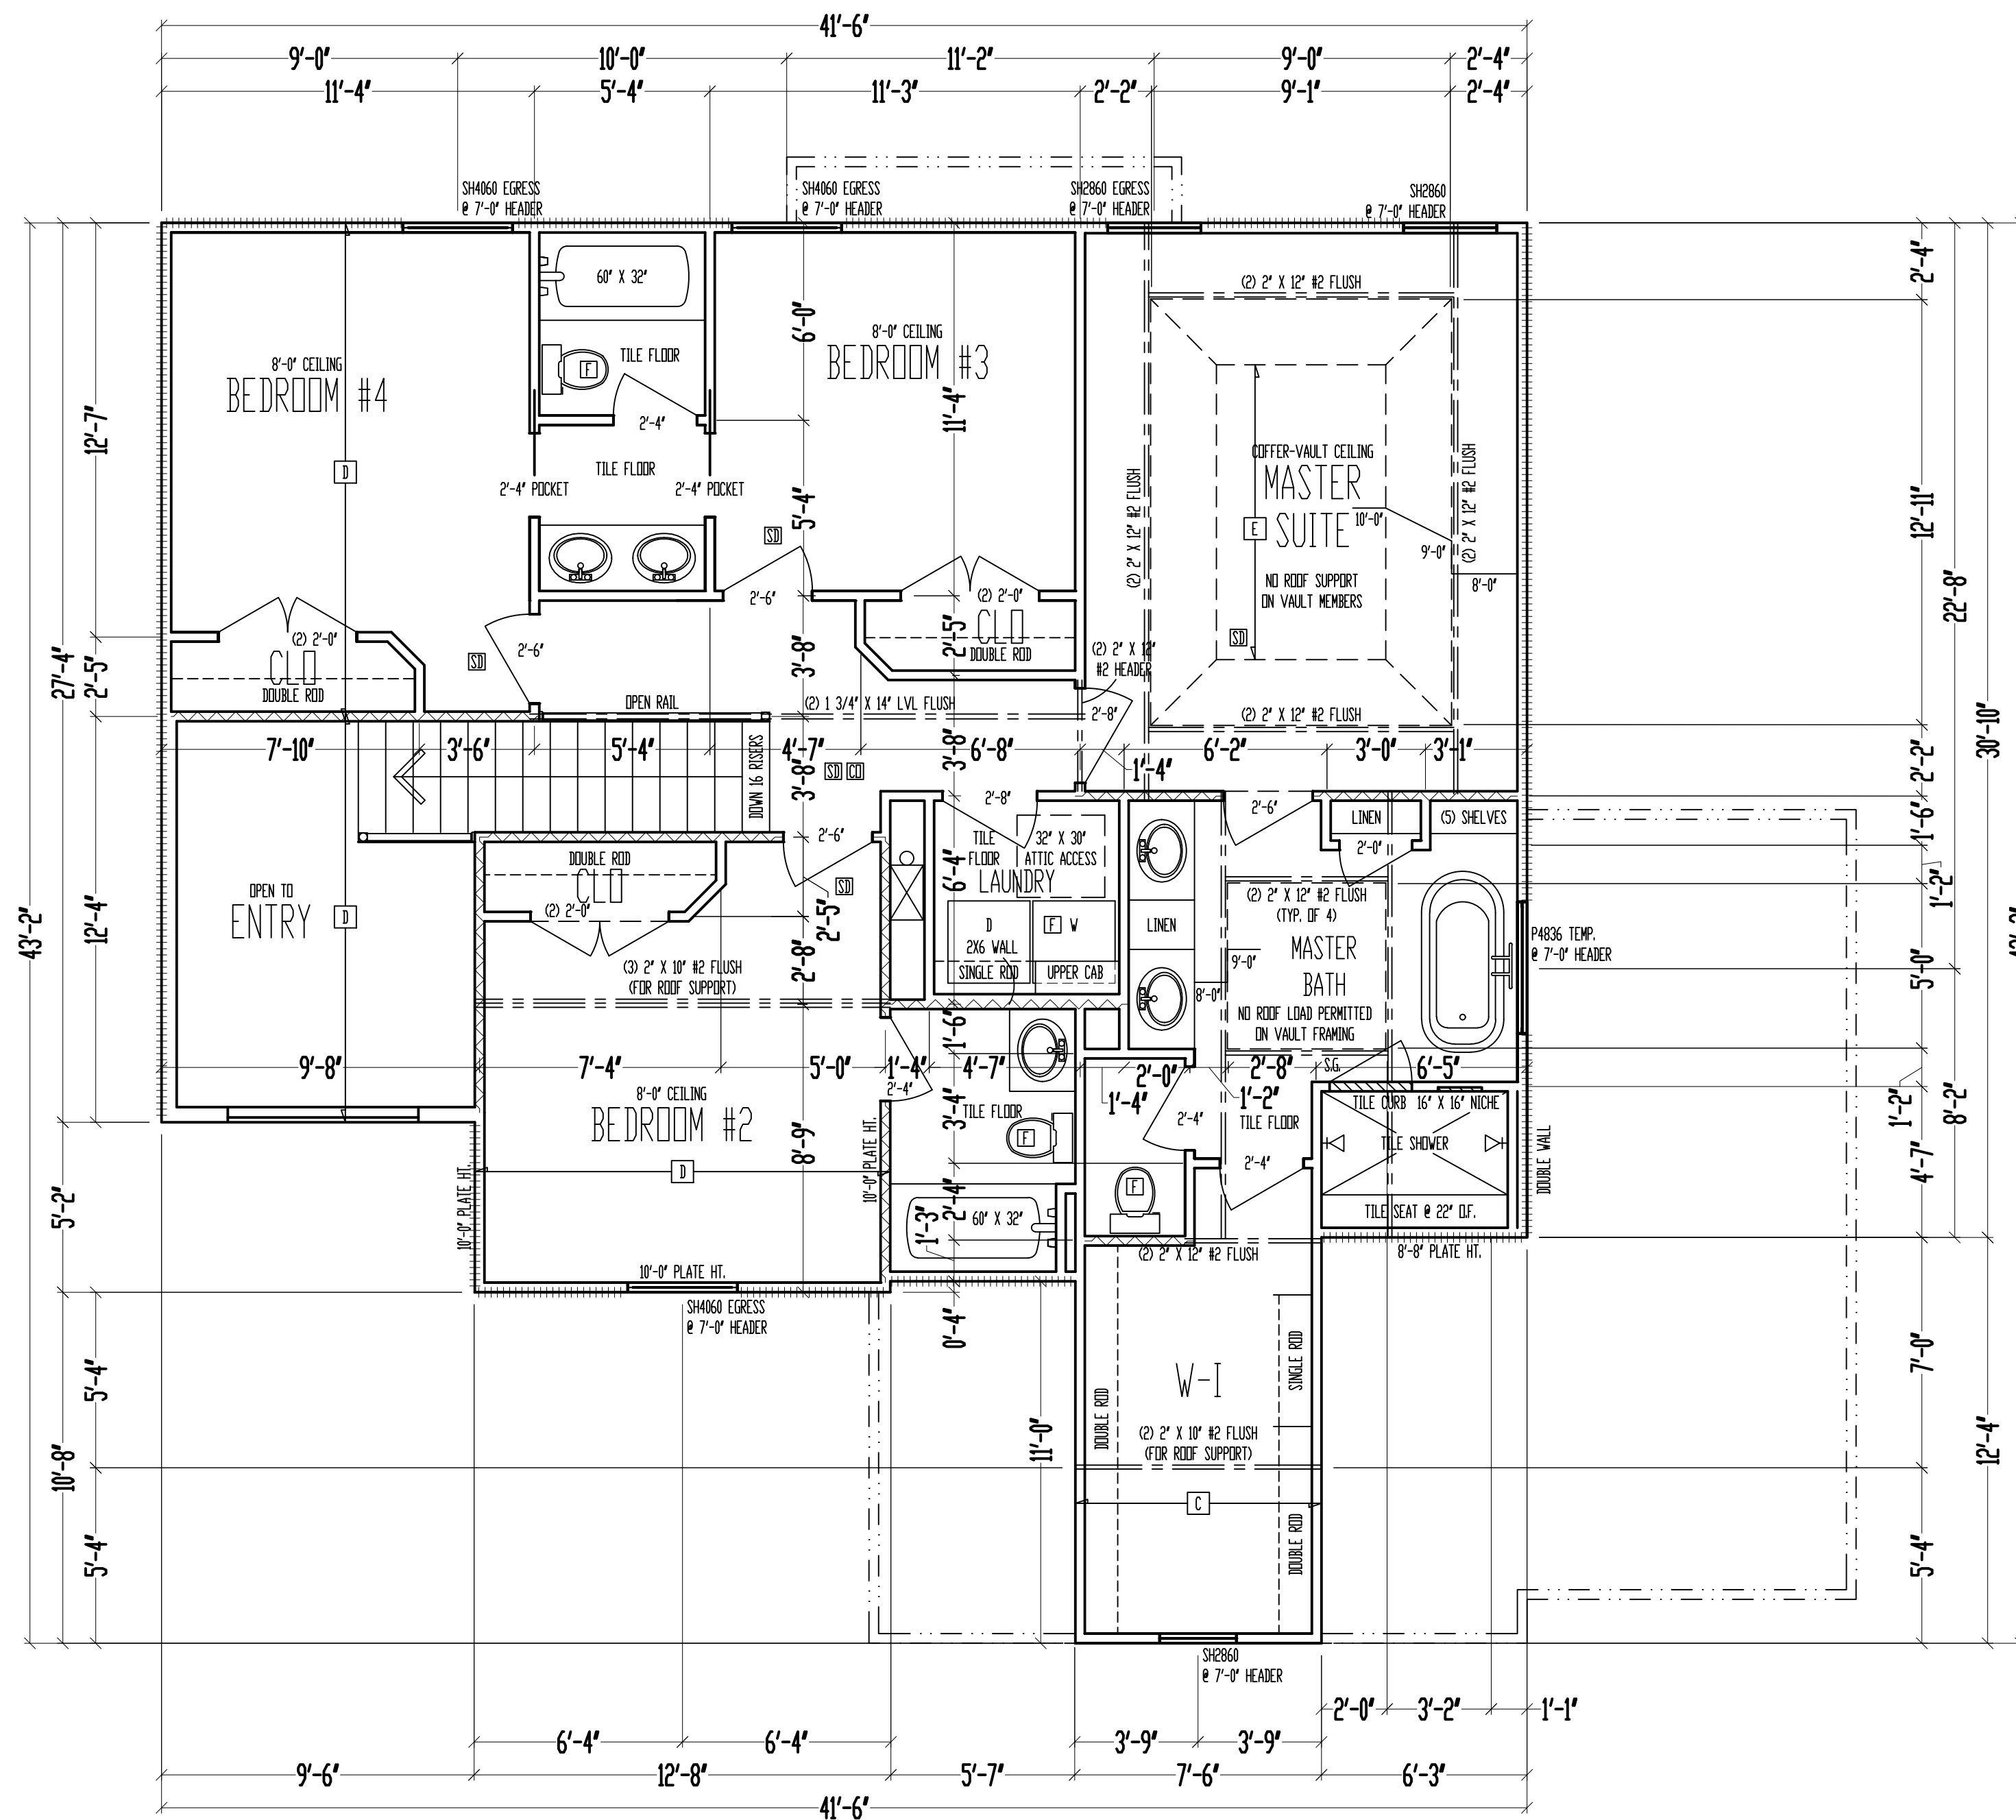 41'-6"
9'-0" 10'-0" 11'-2" 9'-0" 2'-4"
11'-4" 5'-4" 11'-3" 2'-2" 9'-1" 2'-4"
SH4060 EGRESS
@ 7'-0" HEADER
SH4060 EGRESS
@ 7'-0" HEADER
SH2860 EGRESS
@ 7'-0" HEADER
SH2860
@ 7'-0" HEADER
60" X 32"
TILE FLOOR
F
2'-4"
TILE FLOOR
2'-4" POCKET
2'-4" POCKET
8'-0" CEILING
BEDROOM #4
D
8'-0" CEILING
BEDROOM #3
6'-0"
11'-4"
5'-4"
(2) 2" X 12" #2 FLUSH
COFFER-VAULT CEILING
MASTER
SUITE
10'-0"
9'-0"
8'-0"
E
NO ROOF SUPPORT
ON VAULT MEMBERS
SD
(2) 2" X 12" #2 FLUSH
(2) 2" X 12" #2 FLUSH
(2) 2" X 12" #2 FLUSH
2'-4"
12'-11"
22'-8"
30'-10"
2'-2"
1'-6"
1'-2"
5'-0"
1'-2"
8'-2"
4'-7"
7'-0"
12'-4"
5'-4"
12'-7"
27'-4"
2'-5"
43'-2"
12'-4"
5'-2"
5'-4"
10'-8"
5'-4"
(2) 2'-0"
CLO
DOUBLE ROD
SD
2'-6"
SD
2'-6"
3'-8"
(2) 2'-0"
CLO
DOUBLE ROD
2'-5"
(2) 2" X 12"
#2 HEADER
2'-8"
OPEN RAIL
(2) 1 3/4" X 14" LVL FLUSH
7'-10" 3'-6" 5'-4" 4'-7" 6'-8" 1'-4" 6'-2" 3'-0" 3'-1"
DOWN 16 RISERS
3'-8"
3'-8"
SD CO
2'-8"
2'-6"
2'-6"
SD
OPEN TO
ENTRY
D
DOUBLE ROD
CLO
(2) 2'-0"
2'-5"
2'-8"
(3) 2" X 10" #2 FLUSH
(FOR ROOF SUPPORT)
TILE
FLOOR
32" X 30"
ATTIC ACCESS
LAUNDRY
6'-4"
D
F W
2X6 WALL
SINGLE ROD
UPPER CAB
LINEN
LINEN
(5) SHELVES
2'-0"
(2) 2" X 12" #2 FLUSH
(TYP. OF 4)
MASTER
BATH
9'-0"
8'-0"
NO ROOF LOAD PERMITTED
ON VAULT FRAMING
P4836 TEMP.
@ 7'-0" HEADER
9'-8" 7'-4" 5'-0" 1'-4" 4'-7" 1'-4" 2'-0" 1'-2" 2'-8" 6'-5"
S.G.
1'-6"
2'-4"
TILE FLOOR
3'-4"
F
2'-4"
60" X 32"
1'-3"
0'-4"
8'-0" CEILING
BEDROOM #2
D
8'-9"
10'-0" PLATE HT.
10'-0" PLATE HT.
10'-0" PLATE HT.
SH4060 EGRESS
@ 7'-0" HEADER
2'-4"
F
TILE FLOOR
2'-4"
TILE CURB
16" X 16" NICHE
TILE SHOWER
TILE SEAT @ 22" O.F.
DOUBLE WALL
8'-8" PLATE HT.
(2) 2" X 12" #2 FLUSH
W-I
DOUBLE ROD
SINGLE ROD
(2) 2" X 10" #2 FLUSH
(FOR ROOF SUPPORT)
C
DOUBLE ROD
11'-0"
SH2860
@ 7'-0" HEADER
2'-0" 3'-2" 1'-1"
6'-4" 6'-4" 3'-9" 3'-9"
9'-6" 12'-8" 5'-7" 7'-6" 6'-3"
41'-6"